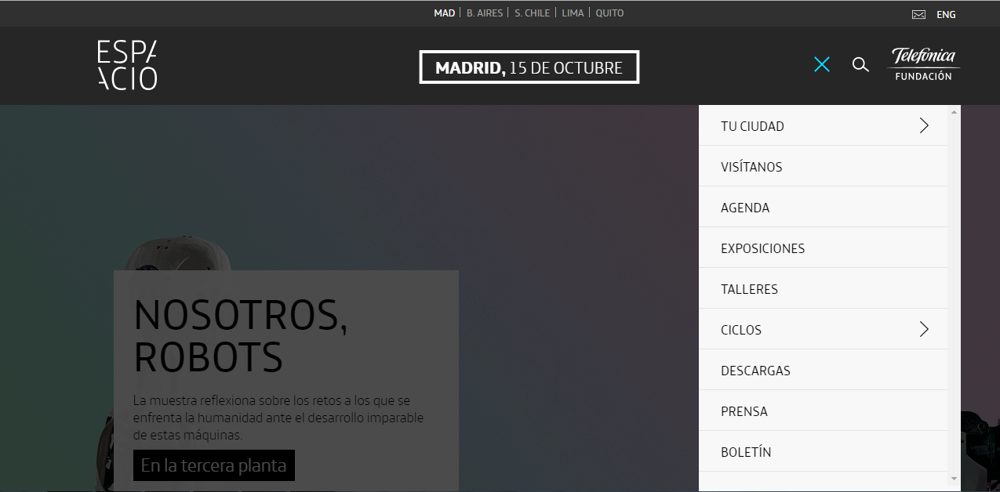 MAD | B. AIRES | S. CHILE | LIMA | QUITO
ENG
ESPA
ACIO
MADRID, 15 DE OCTUBRE
Telefónica
FUNDACIÓN
TU CIUDAD
VISÍTANOS
AGENDA
EXPOSICIONES
TALLERES
CICLOS
DESCARGAS
PRENSA
BOLETÍN
NOSOTROS,
ROBOTS
La muestra reflexiona sobre los retos a los que se
enfrenta la humanidad ante el desarrollo imparable
de estas máquinas.
En la tercera planta